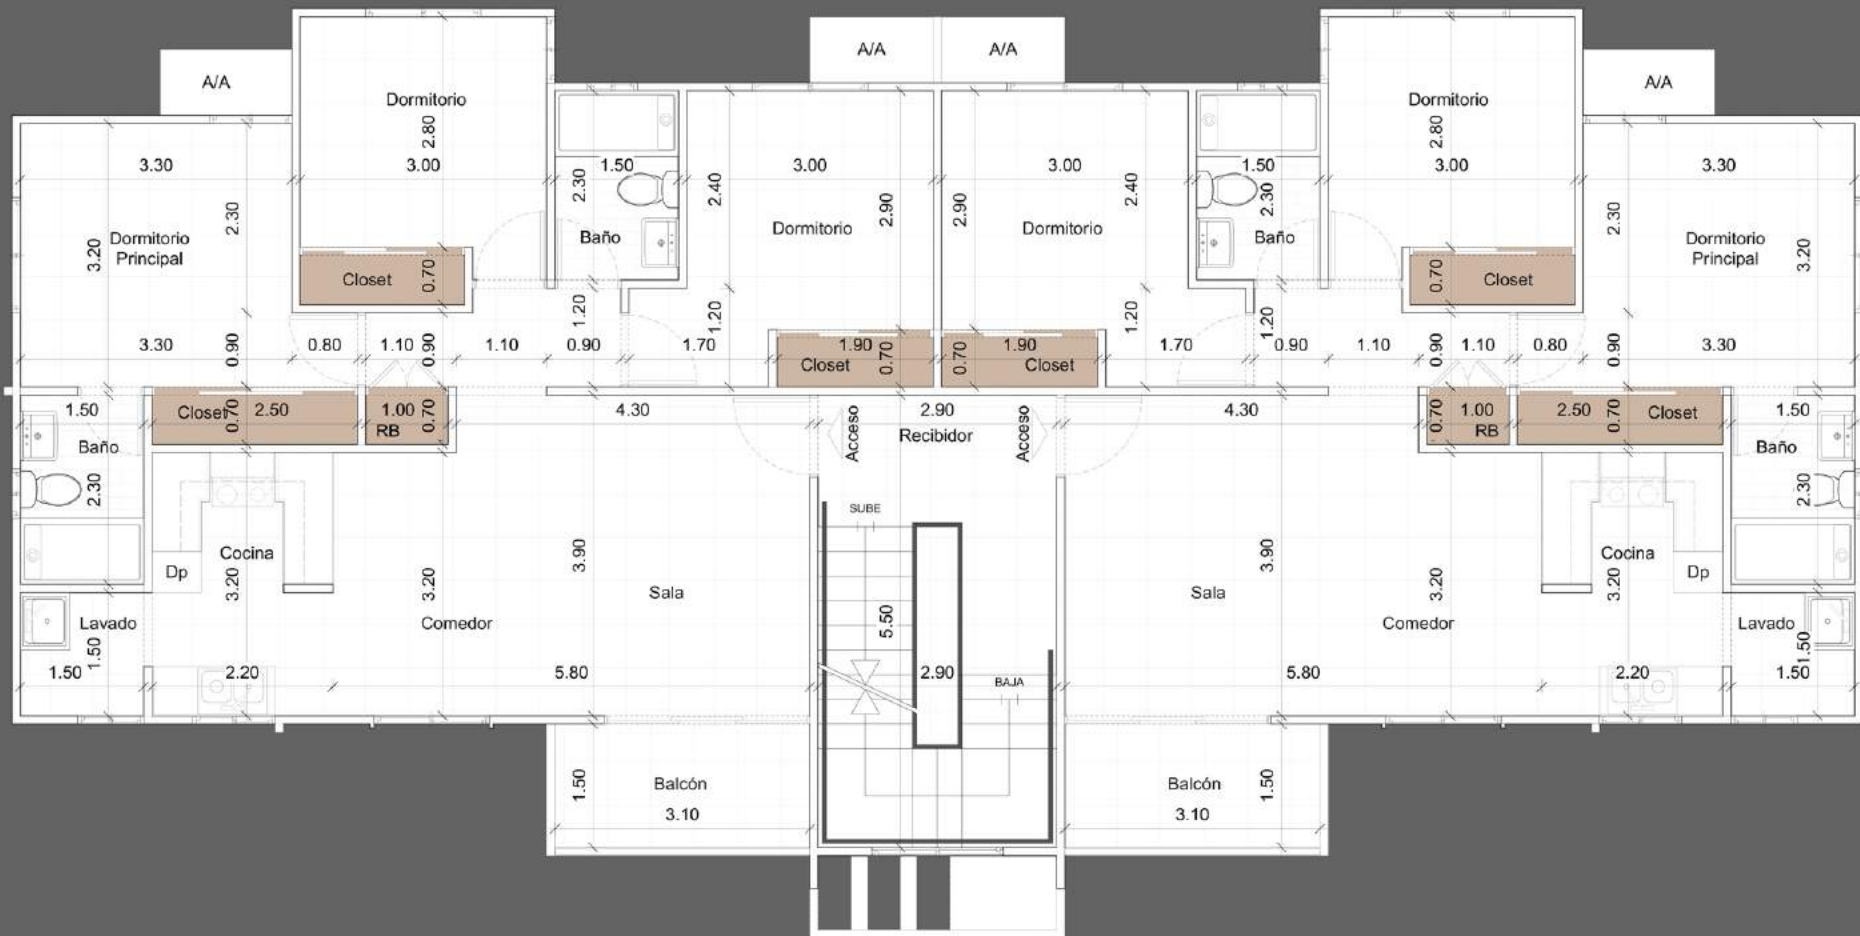 A/A
A/A
A/A
A/A
Dormitorio
2.80
3.00
Dormitorio
2.80
3.00
3.30
2.30
3.20
Dormitorio
Principal
1.50
2.30
Baño
2.40
3.00
2.90
Dormitorio
3.00
2.40
2.90
Dormitorio
1.50
2.30
Baño
3.30
2.30
Dormitorio
Principal
3.20
Closet
0.70
Closet
0.70
1.20
1.20
1.20
1.20
3.30
0.90
0.80
1.10
0.90
1.10
0.90
1.70
1.90
Closet
0.70
1.90
Closet
0.70
1.70
0.90
1.10
0.90
1.10
0.80
0.90
3.30
1.50
Closet
0.70
2.50
1.00
RB
0.70
4.30
2.90
Recibidor
Acceso
Acceso
4.30
0.70
1.00
RB
2.50
0.70
Closet
1.50
Baño
2.30
Baño
2.30
SUBE
Cocina
3.20
Dp
3.20
3.90
Sala
Comedor
5.50
3.90
Sala
3.20
Comedor
Cocina
3.20
Dp
Lavado
1.50
1.50
2.20
5.80
2.90
BAJA
5.80
2.20
Lavado
1.50
1.50
1.50
Balcón
3.10
Balcón
3.10
1.50